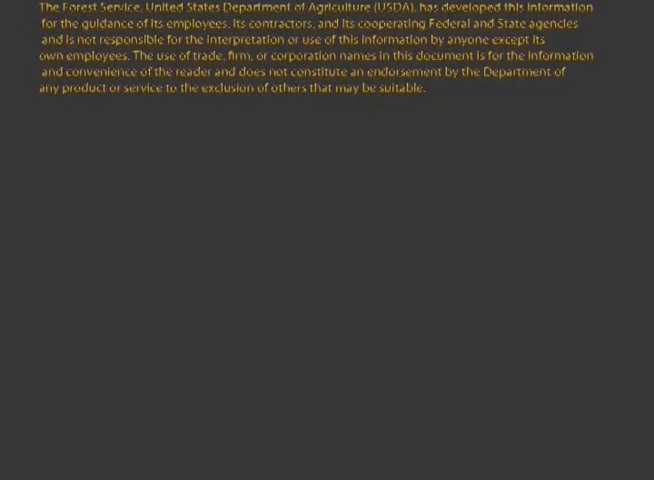 The Forest Service, United States Department of Agriculture (USDA), has developed this information
for the guidance of its employees, its contractors, and its cooperating Federal and State agencies
and is not responsible for the interpretation or use of this information by anyone except its
own employees. The use of trade, firm, or corporation names in this document is for the information
and convenience of the reader and does not constitute an endorsement by the Department of
any product or service to the exclusion of others that may be suitable.